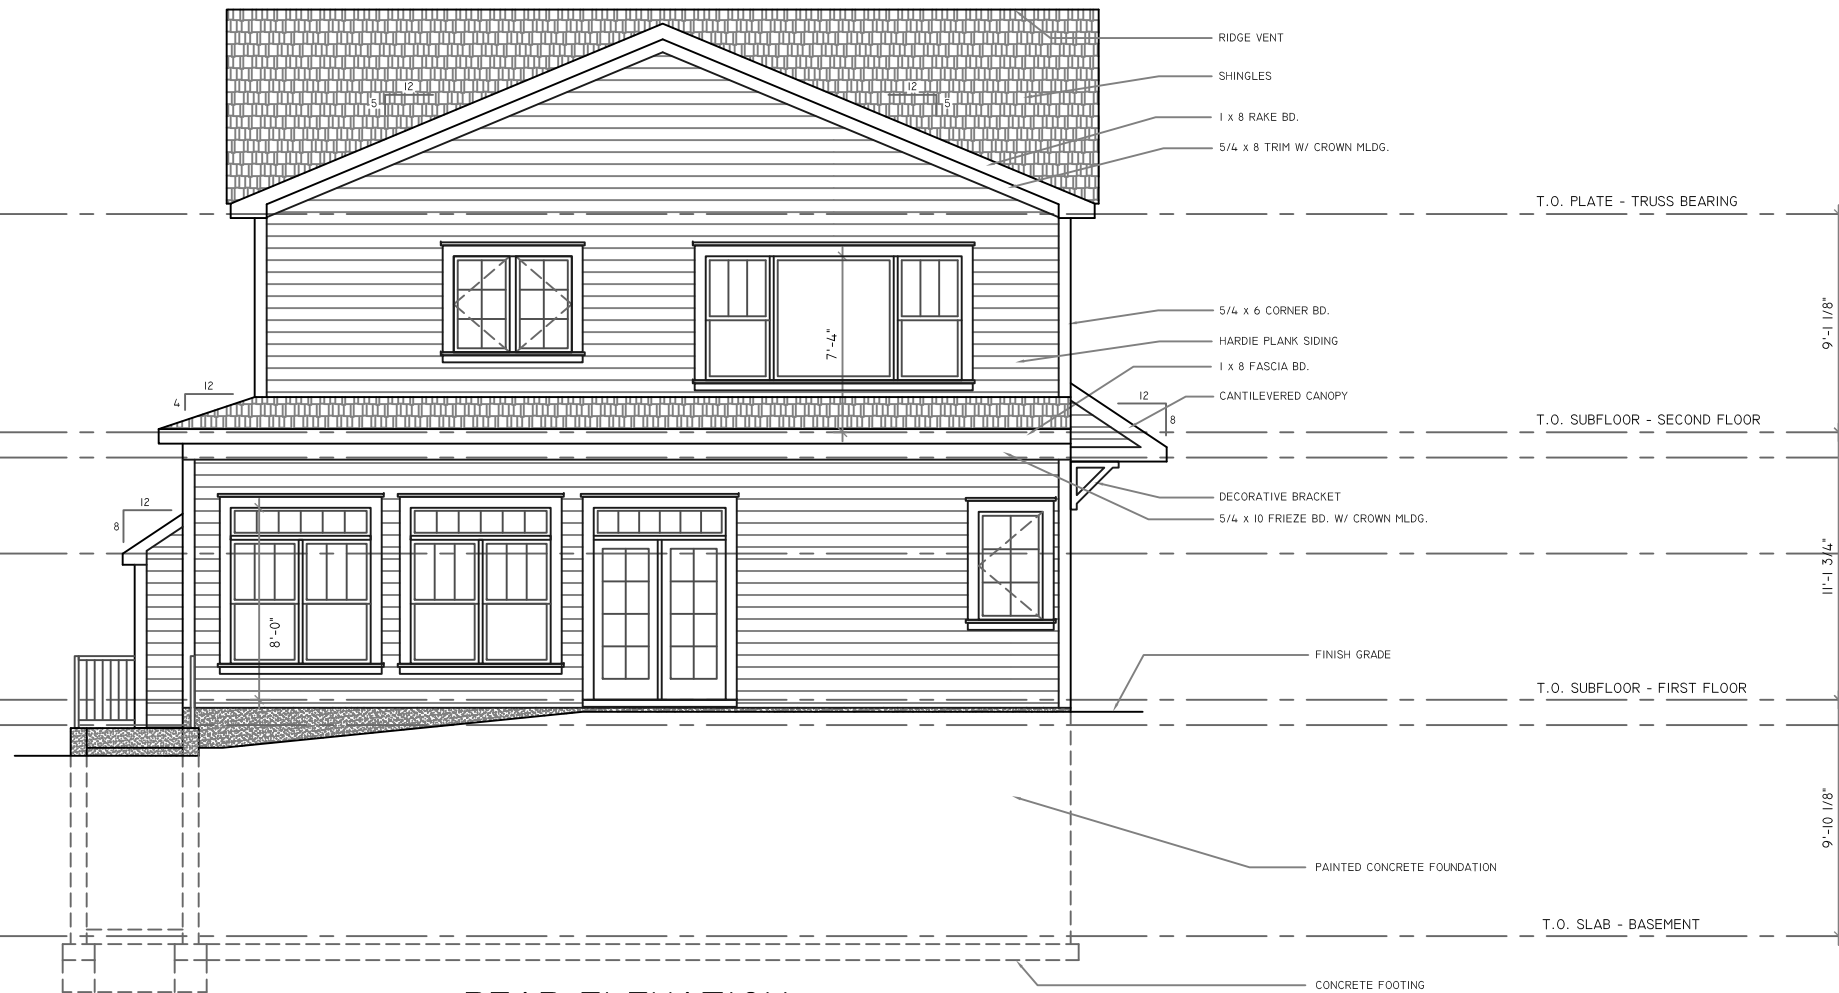 RIDGE VENT
SHINGLES
12
5
12
5
1 x 8 RAKE BD.
5/4 x 8 TRIM W/ CROWN MLDG.
T.O. PLATE - TRUSS BEARING
9'-1 1/8"
5/4 x 6 CORNER BD.
7'-4"
HARDIE PLANK SIDING
1 x 8 FASCIA BD.
12
4
CANTILEVERED CANOPY
12
8
T.O. SUBFLOOR - SECOND FLOOR
DECORATIVE BRACKET
12
8
5/4 x 10 FRIEZE BD. W/ CROWN MLDG.
11'-1 3/4"
8'-0"
FINISH GRADE
T.O. SUBFLOOR - FIRST FLOOR
9'-10 1/8"
PAINTED CONCRETE FOUNDATION
T.O. SLAB - BASEMENT
CONCRETE FOOTING
REAR ELEVATION